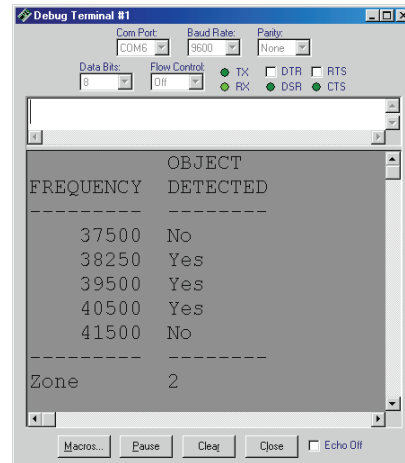 Debug Terminal #1
Com Port: Baud Rate: Parity:
COM6 9600 None
Data Bits: Flow Control:
8 Off
TX DTR RTS
RX DSR CTS
OBJECT
FREQUENCY DETECTED
--------- --------
37500 No
38250 Yes
39500 Yes
40500 Yes
41500 No
--------- --------
Zone 2
Macros... Pause Clear Close Echo Off